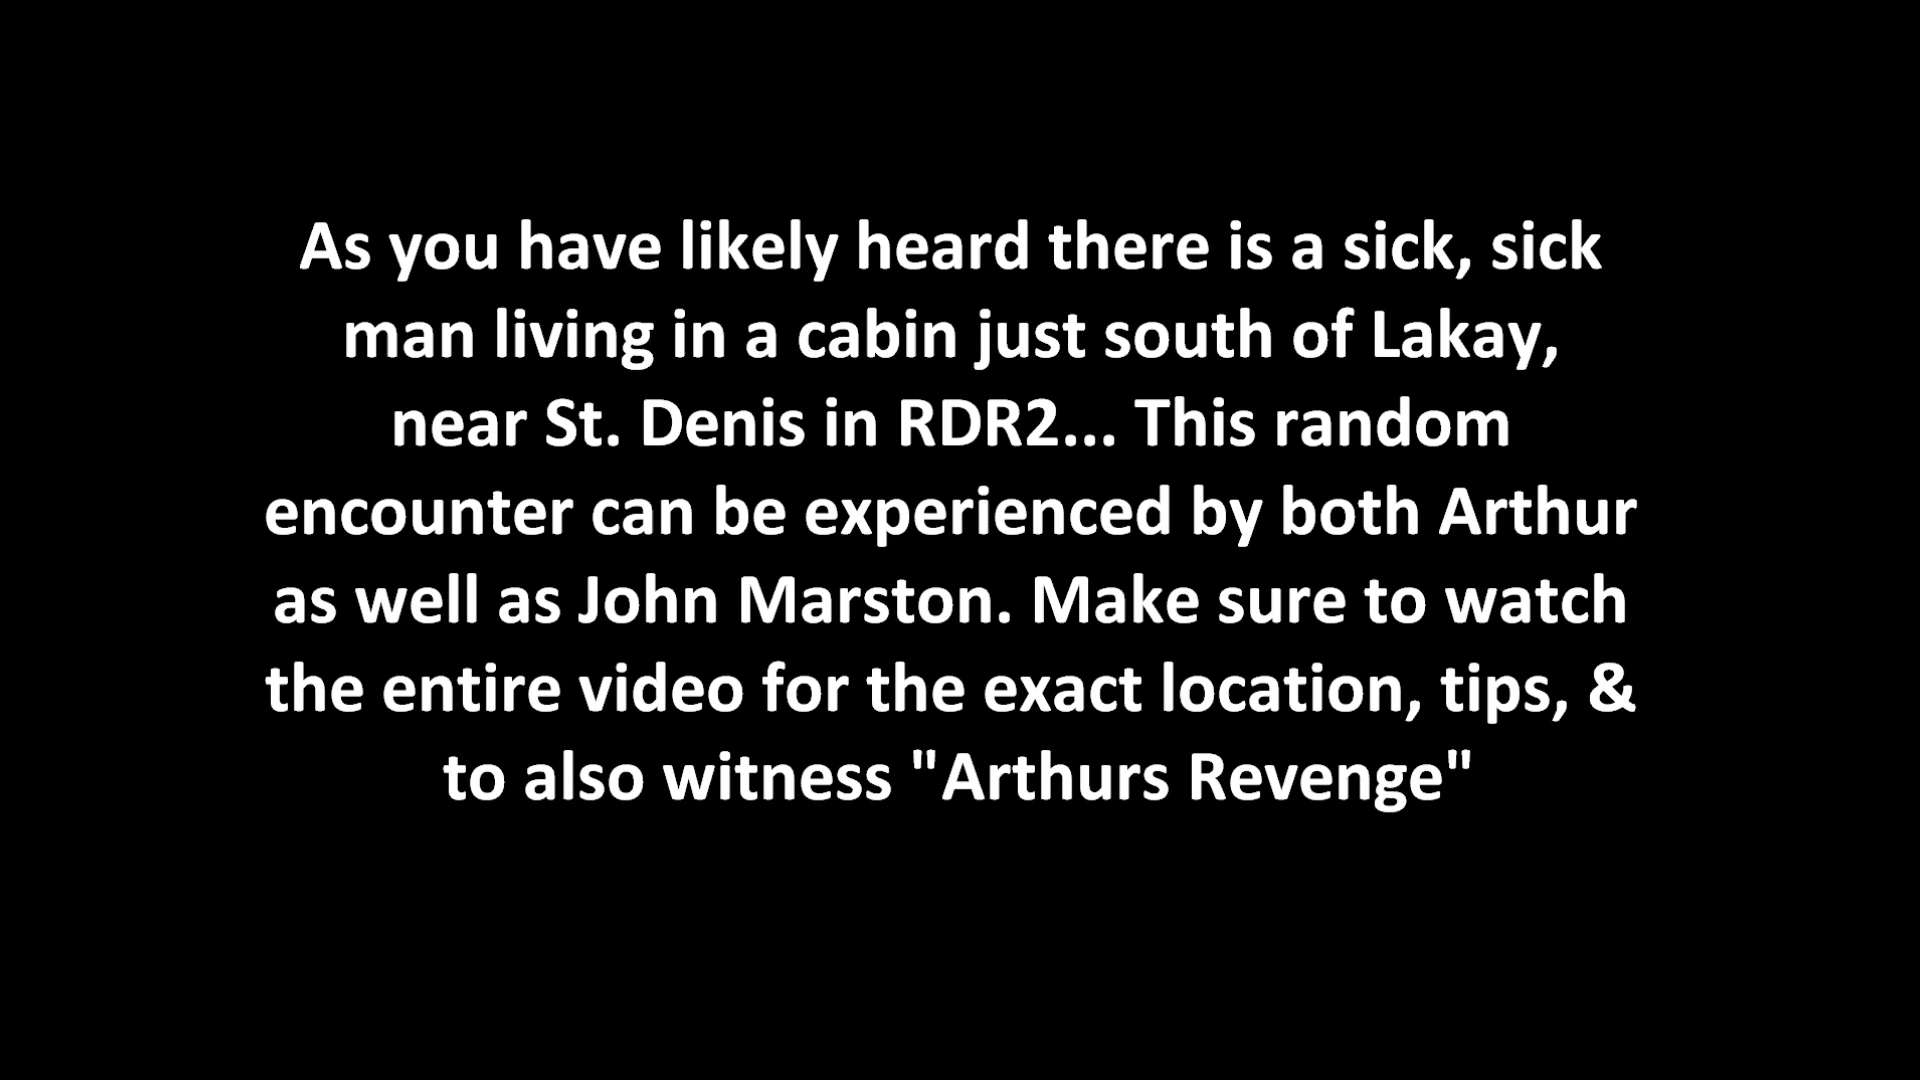 As you have likely heard there is a sick, sick
man living in a cabin just south of Lakay,
near St. Denis in RDR2... This random
encounter can be experienced by both Arthur
as well as John Marston. Make sure to watch
the entire video for the exact location, tips, &
to also witness "Arthurs Revenge"